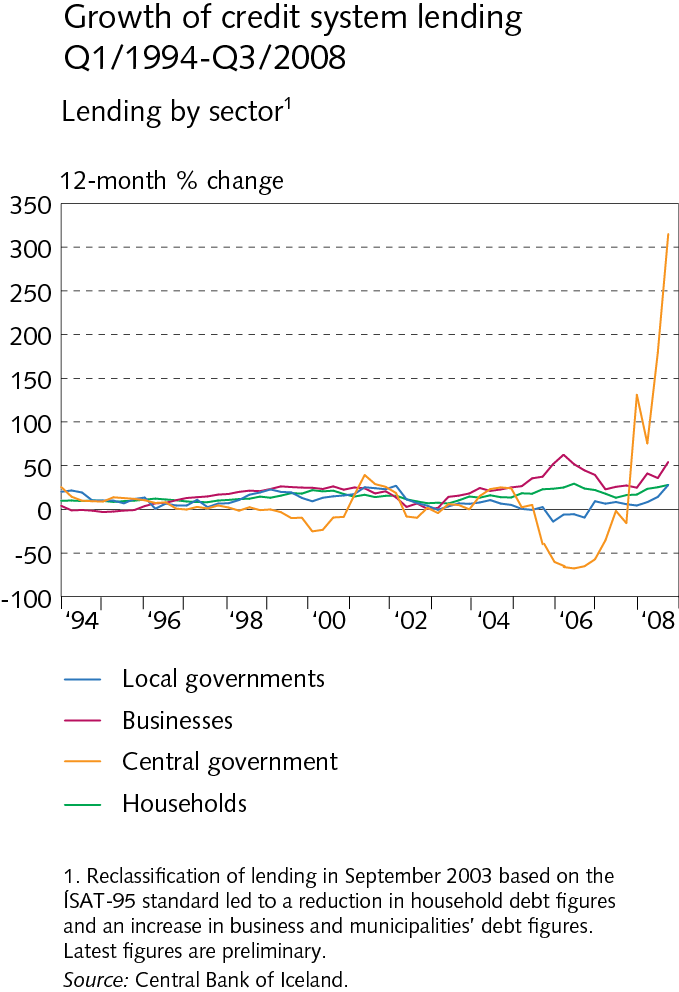 Growth of credit system lending
Q1/1994-Q3/2008
Lending by sector1
12-month % change
350
300
250
200
150
100
50
0
-50
-100
‘94 ‘96 ‘98 ‘00 ‘02 ‘04 ‘06 ‘08
Local governments
Businesses
Central government
Households
1. Reclassification of lending in September 2003 based on the
ÍSAT-95 standard led to a reduction in household debt figures
and an increase in business and municipalities’ debt figures.
Latest figures are preliminary.
Source: Central Bank of Iceland.